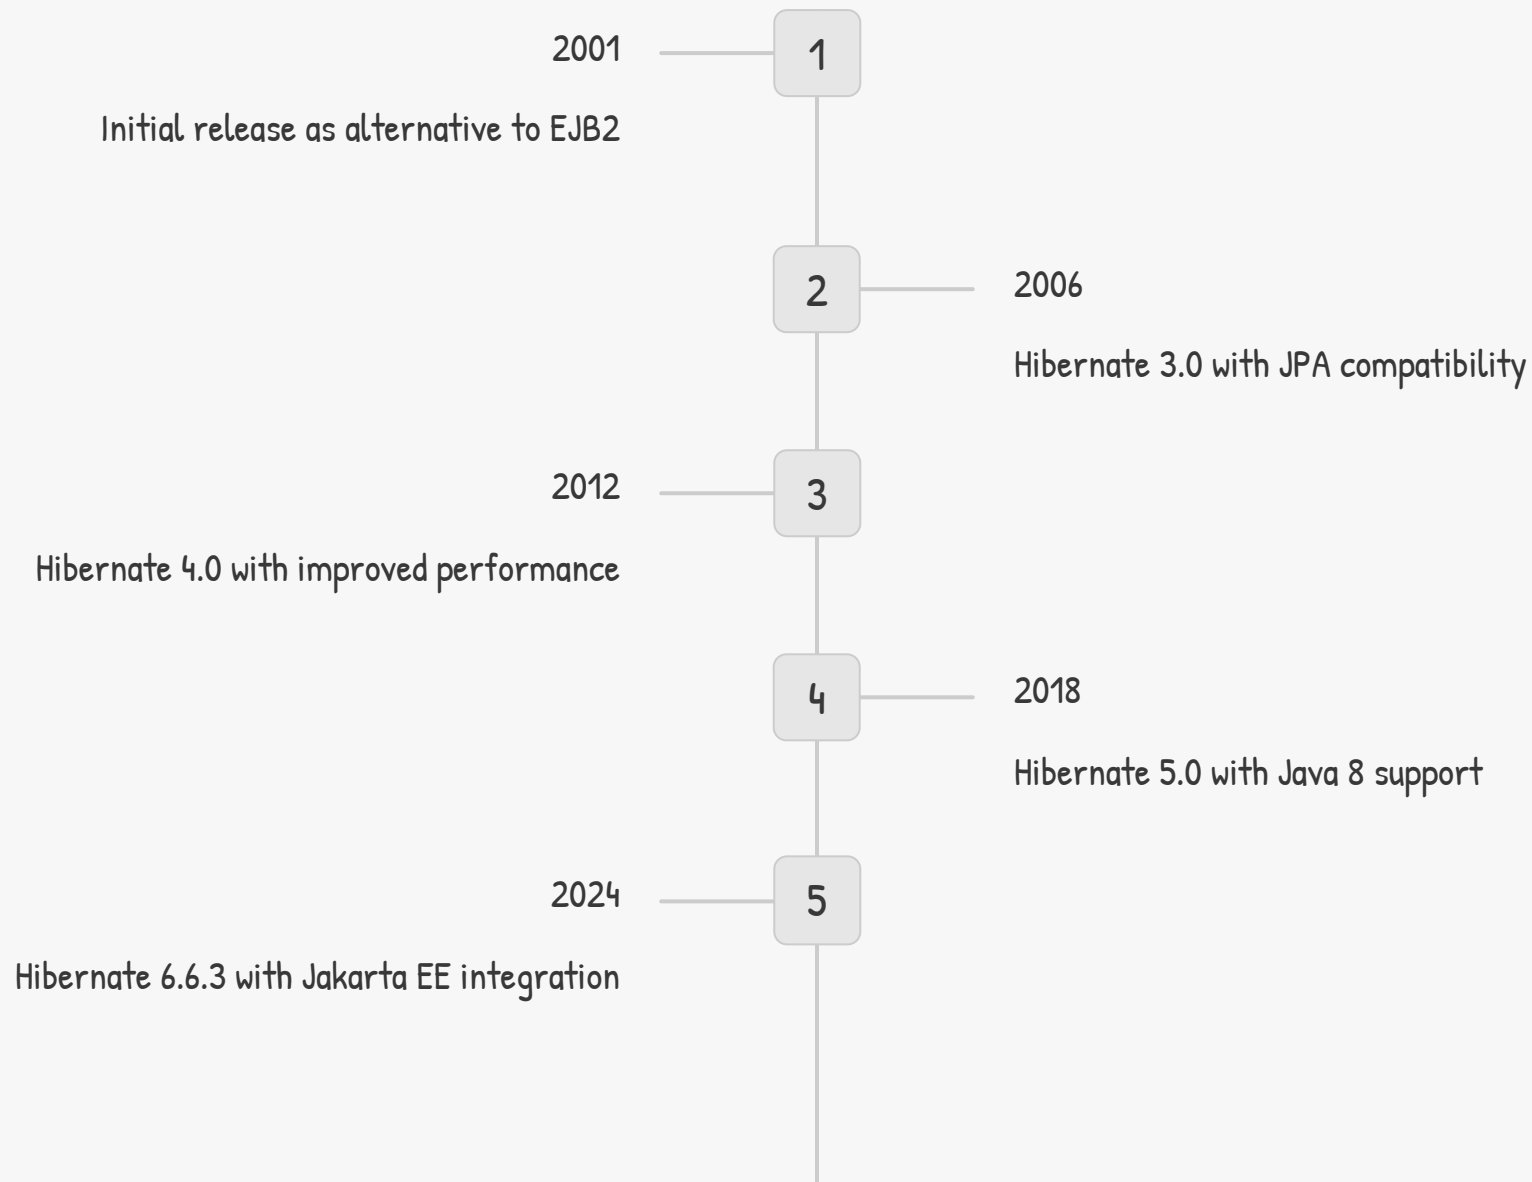 2001
1
Initial release as alternative to EJB2
2
2006
Hibernate 3.0 with JPA compatibility
2012
3
Hibernate 4.0 with improved performance
4
2018
Hibernate 5.0 with Java 8 support
2024
5
Hibernate 6.6.3 with Jakarta EE integration